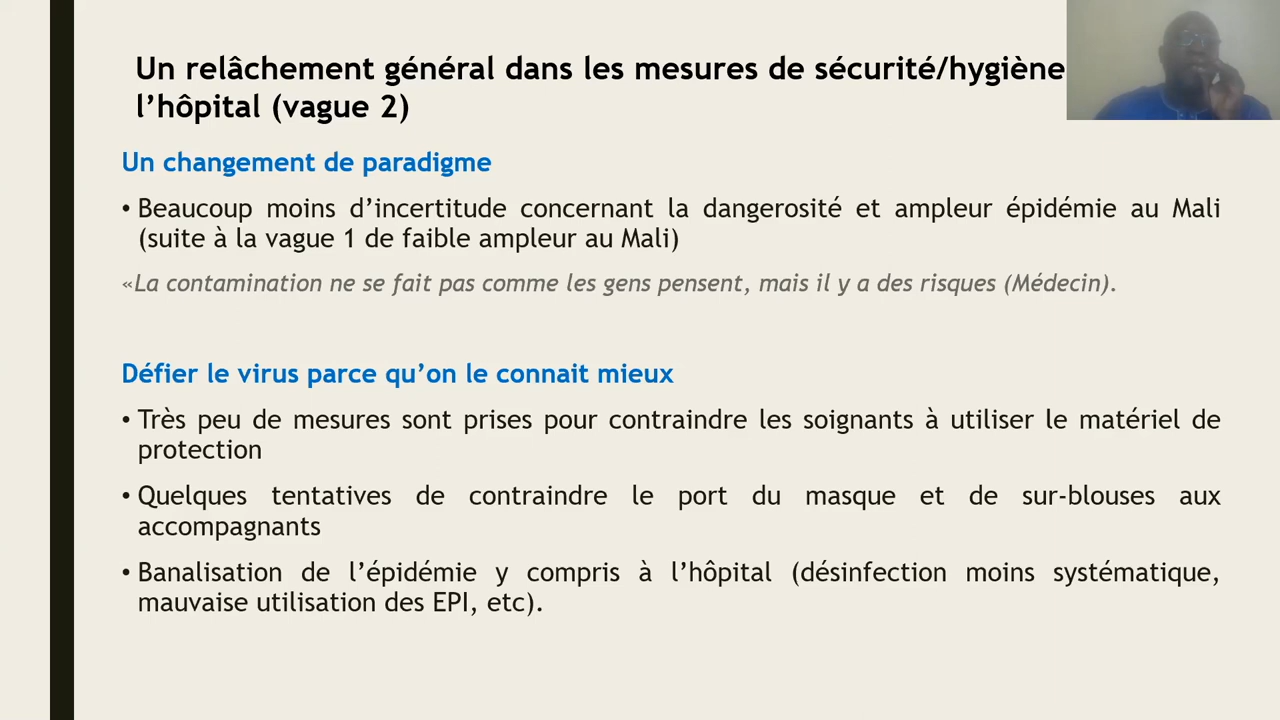 Un relâchement général dans les mesures de sécurité/hygiène
l’hôpital (vague 2)
Un changement de paradigme
• Beaucoup moins d’incertitude concernant la dangerosité et ampleur épidémie au Mali
(suite à la vague 1 de faible ampleur au Mali)
«La contamination ne se fait pas comme les gens pensent, mais il y a des risques (Médecin).
Défier le virus parce qu’on le connait mieux
• Très peu de mesures sont prises pour contraindre les soignants à utiliser le matériel de
protection
• Quelques tentatives de contraindre le port du masque et de sur-blouses aux
accompagnants
• Banalisation de l’épidémie y compris à l’hôpital (désinfection moins systématique,
mauvaise utilisation des EPI, etc).